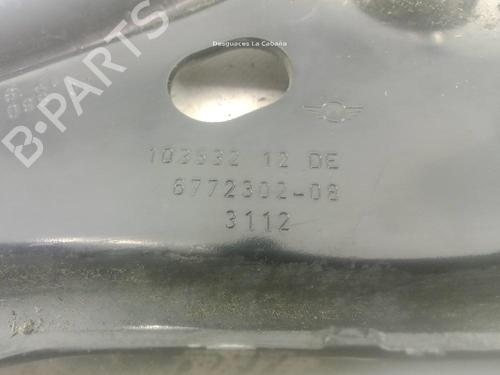 B-PARTS
Desguaces La Cabaña
103532 12 DE
6772302-08
3112